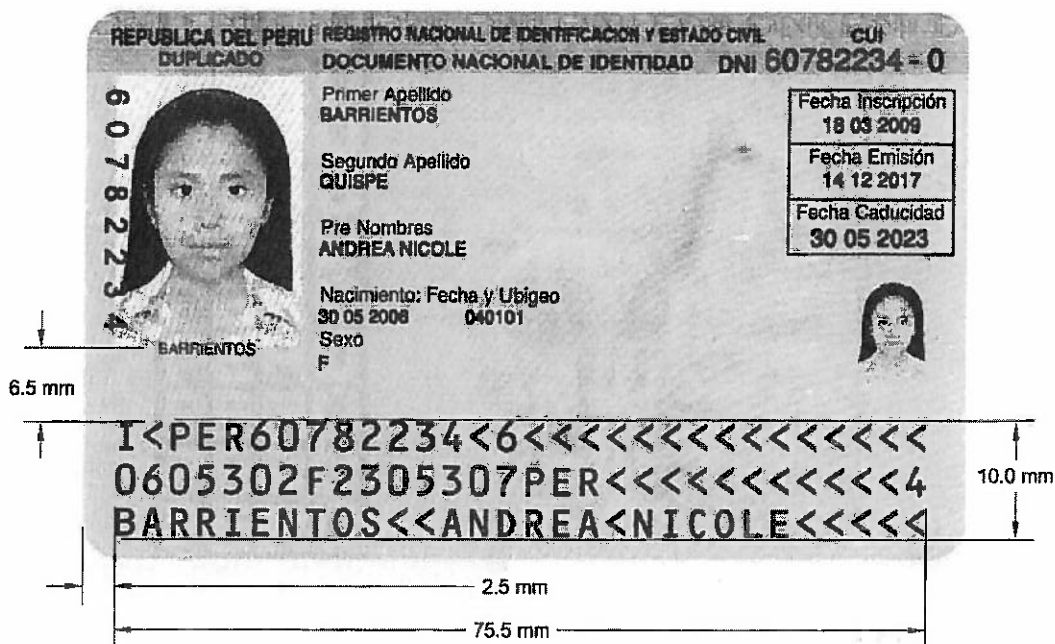 REPUBLICA DEL PERU REGISTRO NACIONAL DE IDENTIFICACION Y ESTADO CIVIL CUI
DUPLICADO DOCUMENTO NACIONAL DE IDENTIDAD DNI 60782234 - 0
60782234
Primer Apellido
BARRIENTOS
Segundo Apellido
QUISPE
Pre Nombres
ANDREA NICOLE
Nacimiento: Fecha y Ubigeo
30 05 2006 040101
Sexo
F
Fecha Inscripción
18 03 2009
Fecha Emisión
14 12 2017
Fecha Caducidad
30 05 2023
BARRIENTOS
6.5 mm
I<PER60782234<6<<<<<<<<<<<<<<<
0605302F2305307PER<<<<<<<<<<<4
BARRIENTOS<<ANDREA<NICOLE<<<<<
10.0 mm
2.5 mm
75.5 mm